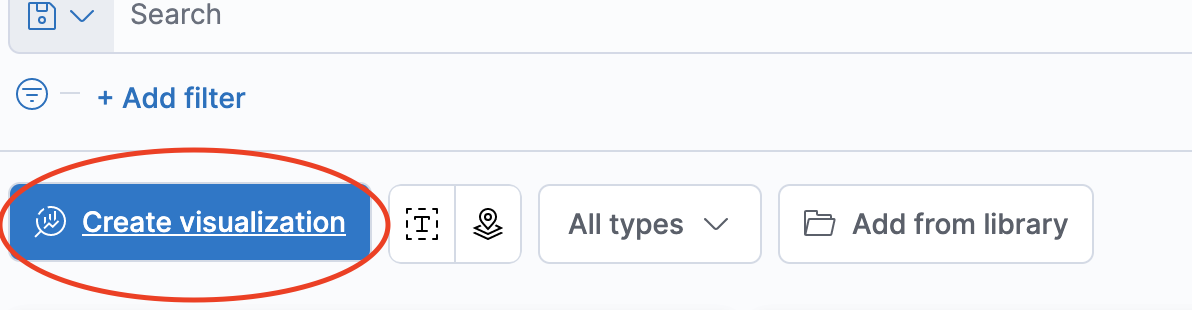 Search
+ Add filter
Create visualization
All types
Add from library